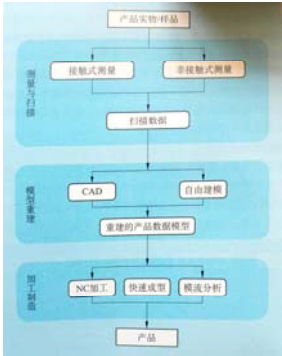 产品实物/样品
测量与扫描
接触式测量
非接触式测量
扫描数据
模型重建
CAD
自由建模
重建的产品数据模型
加工制造
NC加工
快速成型
模流分析
产品